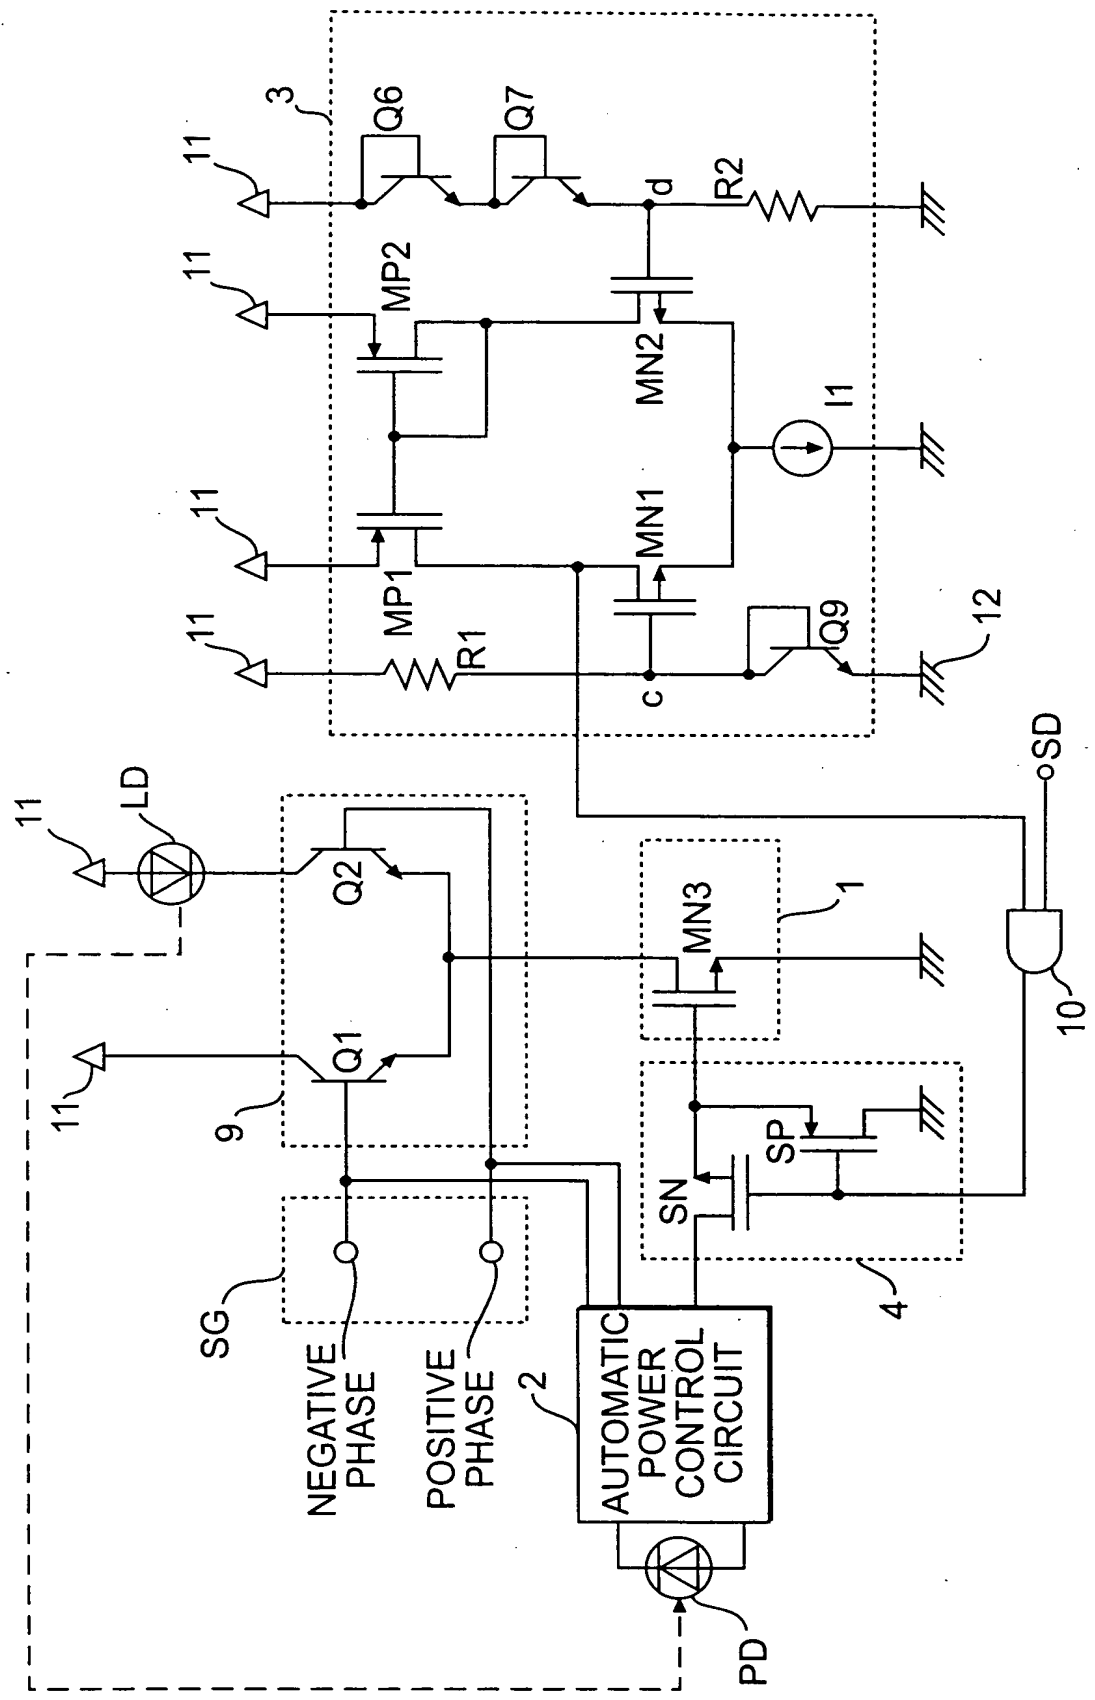 11
11
11
11
3
Q6
Q7
MP2
MP1
R1
MN1
MN2
d
R2
c
I1
Q9
12
11
LD
11
Q1
Q2
9
SG
NEGATIVE
PHASE
POSITIVE
PHASE
2
AUTOMATIC
POWER
CONTROL
CIRCUIT
PD
SN
SP
4
MN3
1
10
SD